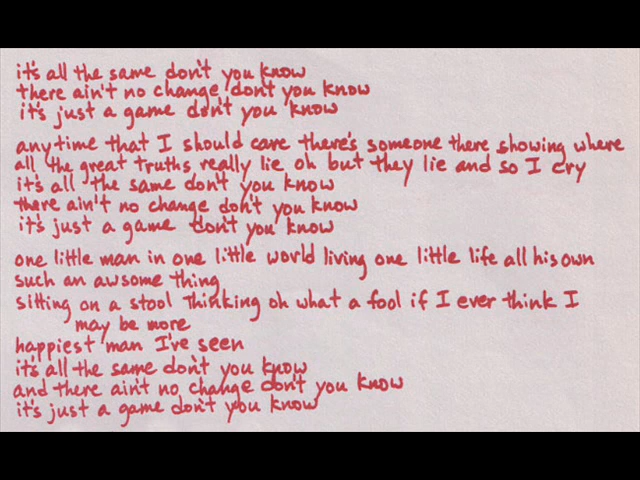 it's all the same don't you know
there ain't no change don't you know
it's just a game don't you know
anytime that I should care there's someone there showing where
all the great truths really lie oh but they lie and so I cry
it's all the same don't you know
there ain't no change don't you know
it's just a game don't you know
one little man in one little world living one little life all his own
such an awsome thing
sitting on a stool thinking oh what a fool if I ever think I
may be more
happiest man I've seen
it's all the same don't you know
and there ain't no change don't you know
it's just a game don't you know